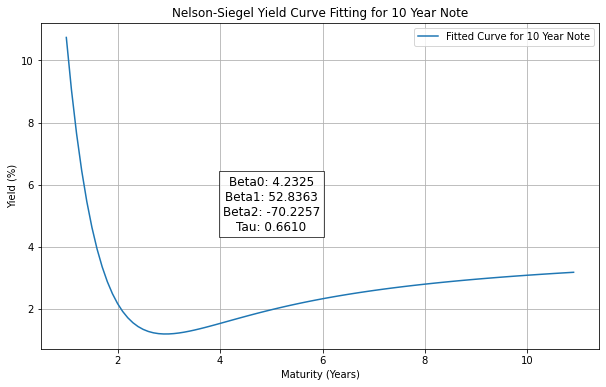 Nelson-Siegel Yield Curve Fitting for 10 Year Note
Fitted Curve for 10 Year Note
10
8
6
4
2
Yield (%)
Beta0: 4.2325
Beta1: 52.8363
Beta2: -70.2257
Tau: 0.6610
2
4
6
8
10
Maturity (Years)